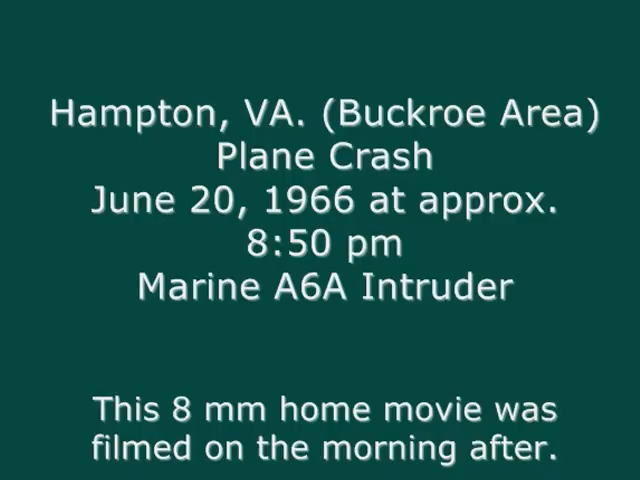 Hampton, VA. (Buckroe Area)
Plane Crash
June 20, 1966 at approx.
8:50 pm
Marine A6A Intruder
This 8 mm home movie was
filmed on the morning after.